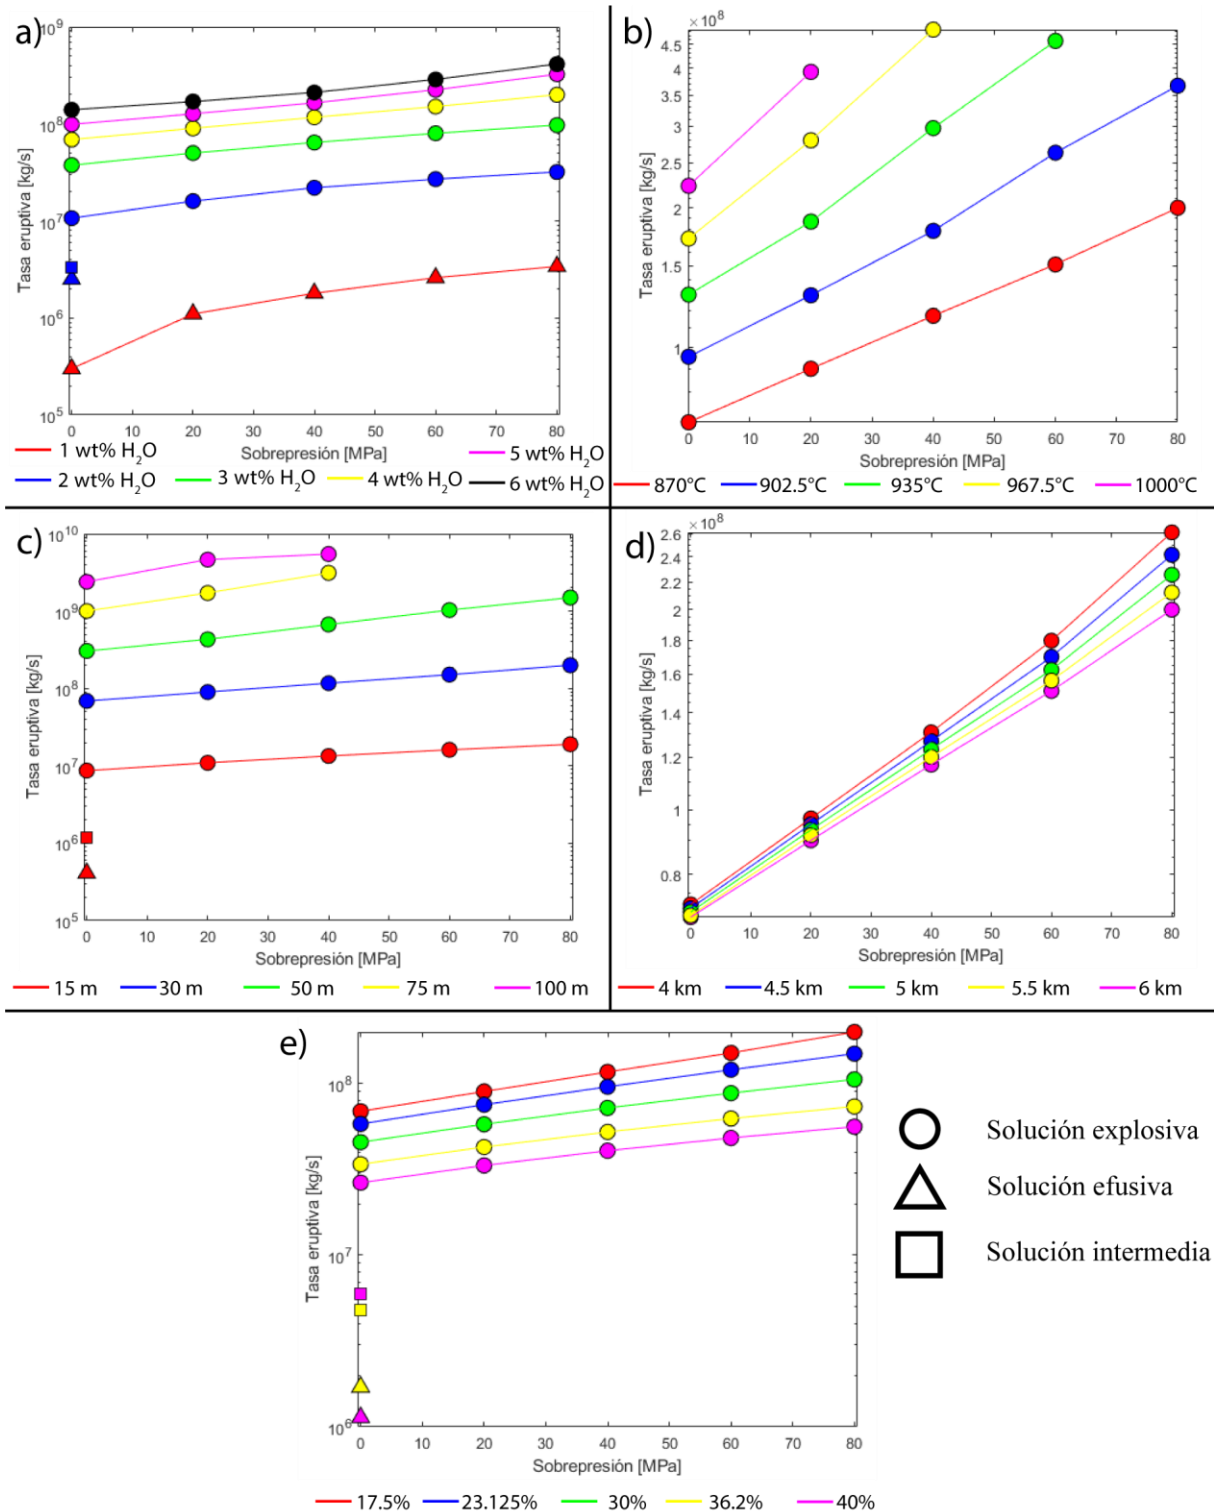 a)
10⁹
10⁸
10⁷
10⁶
10⁵
Tasa eruptiva [kg/s]
0 10 20 30 40 50 60 70 80
Sobrepresión [MPa]
1 wt% H₂O
5 wt% H₂O
2 wt% H₂O
3 wt% H₂O
4 wt% H₂O
6 wt% H₂O
b)
×10⁸
4.5
4
3.5
3
2.5
2
1.5
1
Tasa eruptiva [kg/s]
0 10 20 30 40 50 60 70 80
Sobrepresión [MPa]
870°C 902.5°C 935°C 967.5°C 1000°C
c)
10¹⁰
10⁹
10⁸
10⁷
10⁶
10⁵
Tasa eruptiva [kg/s]
0 10 20 30 40 50 60 70 80
Sobrepresión [MPa]
15 m 30 m 50 m 75 m 100 m
d)
×10⁸
2.6
2.4
2.2
2
1.8
1.6
1.4
1.2
1
0.8
Tasa eruptiva [kg/s]
0 10 20 30 40 50 60 70 80
Sobrepresión [MPa]
4 km 4.5 km 5 km 5.5 km 6 km
e)
10⁸
10⁷
10⁶
Tasa eruptiva [kg/s]
0 10 20 30 40 50 60 70 80
Sobrepresión [MPa]
17.5% 23.125% 30% 36.2% 40%
Solución explosiva
Solución efusiva
Solución intermedia